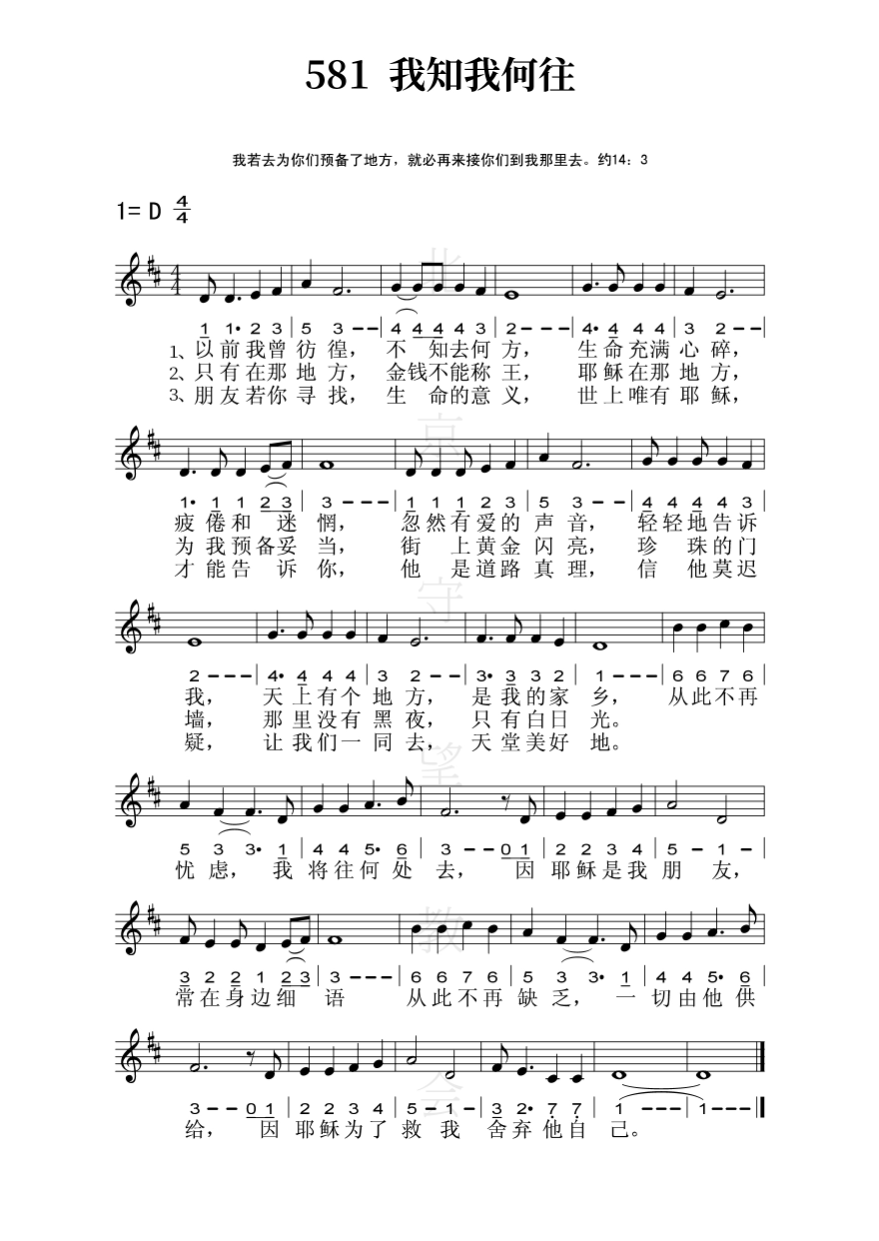 581 我知我何往
我若去为你们预备了地方，就必再来接你们到我那里去。约14：3
1= D 4/4
1 1• 2 3 | 5 3 - - | 4 4 4 4 3 | 2 - - - | 4• 4 4 4 | 3 2 - - |
1、以前我曾彷徨， 不知去何方， 生命充满心碎，
2、只有在那地方， 金钱不能称王， 耶稣在那地方，
3、朋友若你寻找， 生命的意义， 世上唯有耶稣，
1• 1 1 2 3 | 3 - - - | 1 1 1 2 3 | 5 3 - - | 4 4 4 4 3 |
疲倦和迷惘， 忽然有爱的声音， 轻轻地告诉
为我预备妥当， 街上黄金闪亮， 珍珠的门
才能告诉你， 他是道路真理， 信他莫迟
2 - - - | 4• 4 4 4 | 3 2 - - | 3• 3 3 2 | 1 - - - | 6 6 7 6 |
我， 天上有个地方， 是我的家乡， 从此不再
墙， 那里没有黑夜， 只有白日光。
疑， 让我们一同去， 天堂美好地。
5 3 3• 1 | 4 4 5• 6 | 3 - - 0 1 | 2 2 3 4 | 5 - 1 - |
忧虑， 我将往何处去， 因耶稣是我朋友，
3 2 2 1 2 3 | 3 - - - | 6 6 7 6 | 5 3 3• 1 | 4 4 5• 6 |
常在身边细语 从此不再缺乏， 一切由他供
3 - - 0 1 | 2 2 3 4 | 5 - 1 - | 3 2• 7 7 | 1 - - - | 1 - - - ||
给， 因耶稣为了救我 舍弃他自己。
北京守望教会